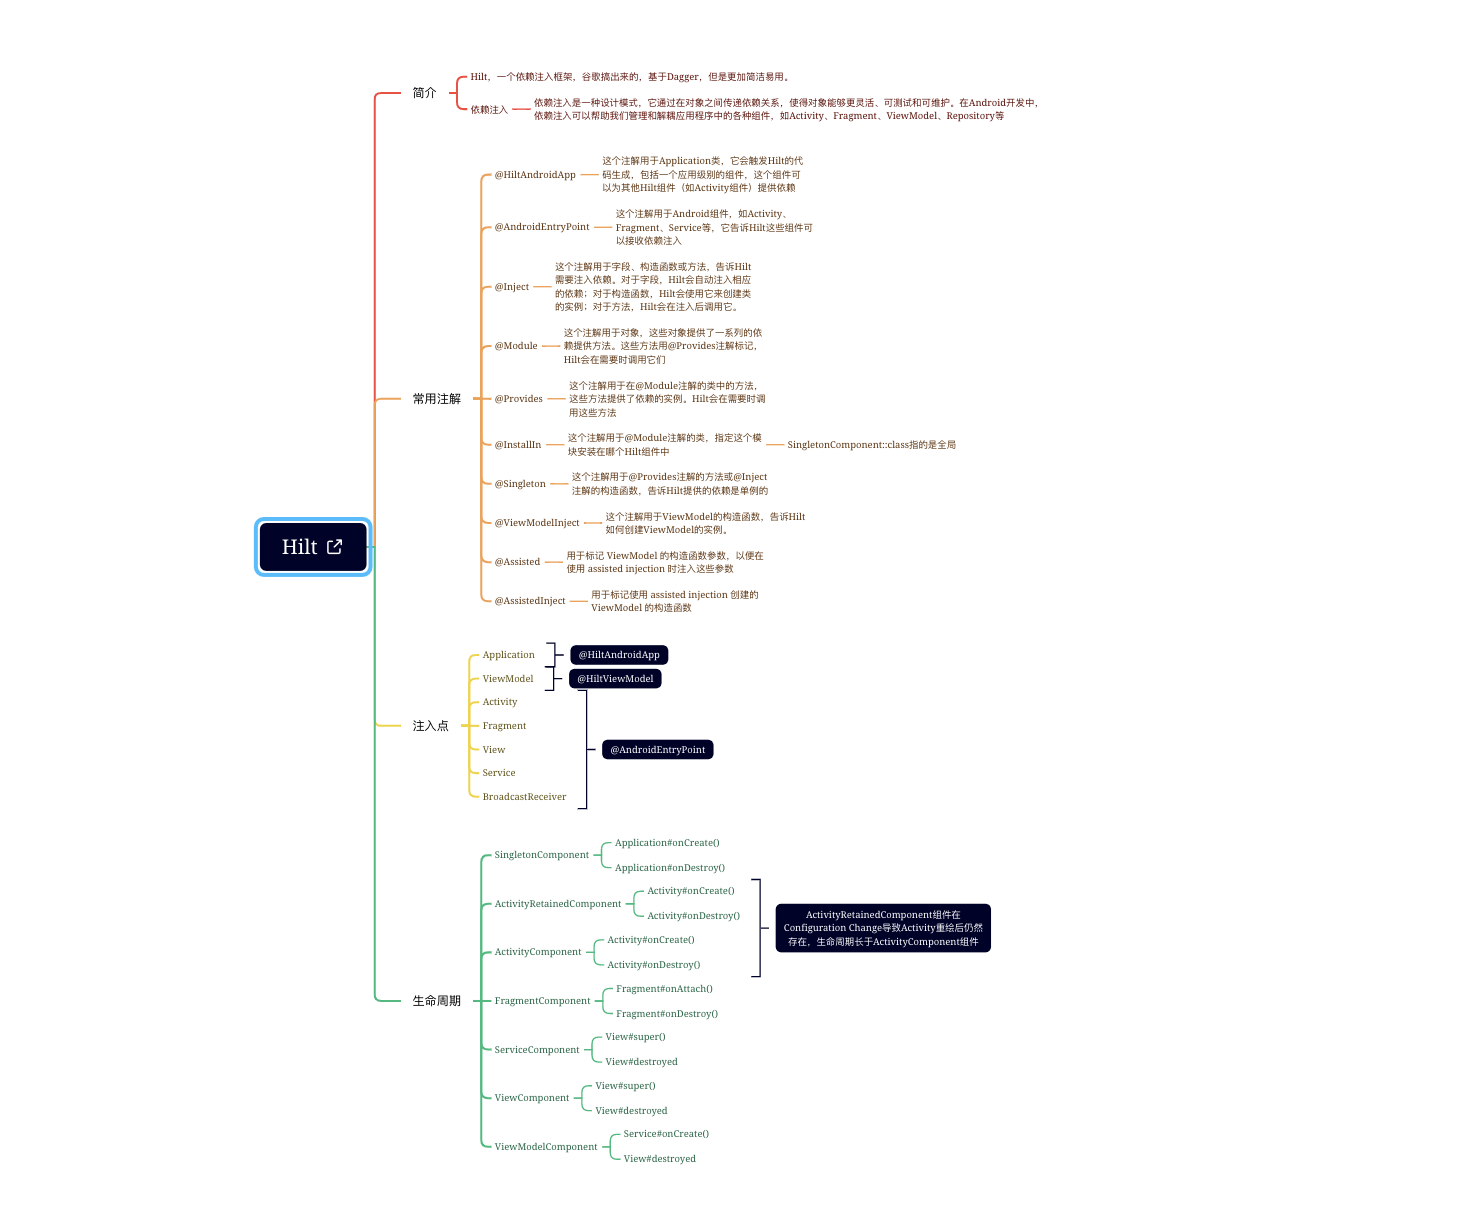 Hilt
简介
Hilt，一个依赖注入框架，谷歌搞出来的，基于Dagger，但是更加简洁易用。
依赖注入
依赖注入是一种设计模式，它通过在对象之间传递依赖关系，使得对象能够更灵活、可测试和可维护。在Android开发中，
依赖注入可以帮助我们管理和解耦应用程序中的各种组件，如Activity、Fragment、ViewModel、Repository等
常用注解
@HiltAndroidApp
这个注解用于Application类，它会触发Hilt的代
码生成，包括一个应用级别的组件，这个组件可
以为其他Hilt组件（如Activity组件）提供依赖
@AndroidEntryPoint
这个注解用于Android组件，如Activity、
Fragment、Service等，它告诉Hilt这些组件可
以接收依赖注入
@Inject
这个注解用于字段、构造函数或方法，告诉Hilt
需要注入依赖。对于字段，Hilt会自动注入相应
的依赖；对于构造函数，Hilt会使用它来创建类
的实例；对于方法，Hilt会在注入后调用它。
@Module
这个注解用于对象，这些对象提供了一系列的依
赖提供方法。这些方法用@Provides注解标记，
Hilt会在需要时调用它们
@Provides
这个注解用于在@Module注解的类中的方法，
这些方法提供了依赖的实例。Hilt会在需要时调
用这些方法
@InstallIn
这个注解用于@Module注解的类，指定这个模
块安装在哪个Hilt组件中
SingletonComponent::class指的是全局
@Singleton
这个注解用于@Provides注解的方法或@Inject
注解的构造函数，告诉Hilt提供的依赖是单例的
@ViewModelInject
这个注解用于ViewModel的构造函数，告诉Hilt
如何创建ViewModel的实例。
@Assisted
用于标记 ViewModel 的构造函数参数，以便在
使用 assisted injection 时注入这些参数
@AssistedInject
用于标记使用 assisted injection 创建的
ViewModel 的构造函数
注入点
Application
@HiltAndroidApp
ViewModel
@HiltViewModel
Activity
Fragment
View
Service
BroadcastReceiver
@AndroidEntryPoint
生命周期
SingletonComponent
Application#onCreate()
Application#onDestroy()
ActivityRetainedComponent
Activity#onCreate()
Activity#onDestroy()
ActivityComponent
Activity#onCreate()
Activity#onDestroy()
ActivityRetainedComponent组件在
Configuration Change导致Activity重绘后仍然
存在，生命周期长于ActivityComponent组件
FragmentComponent
Fragment#onAttach()
Fragment#onDestroy()
ServiceComponent
View#super()
View#destroyed
ViewComponent
View#super()
View#destroyed
ViewModelComponent
Service#onCreate()
View#destroyed